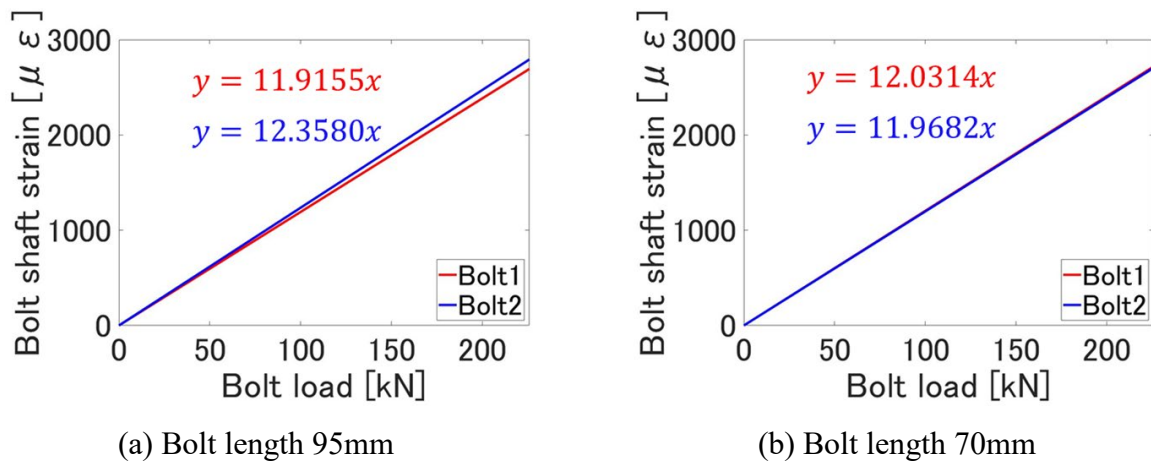 3000
2000
1000
0
Bolt shaft strain [μ ε]
y = 11.9155x
y = 12.3580x
Bolt1
Bolt2
0 50 100 150 200
Bolt load [kN]
(a) Bolt length 95mm
3000
2000
1000
0
Bolt shaft strain [μ ε]
y = 12.0314x
y = 11.9682x
Bolt1
Bolt2
0 50 100 150 200
Bolt load [kN]
(b) Bolt length 70mm